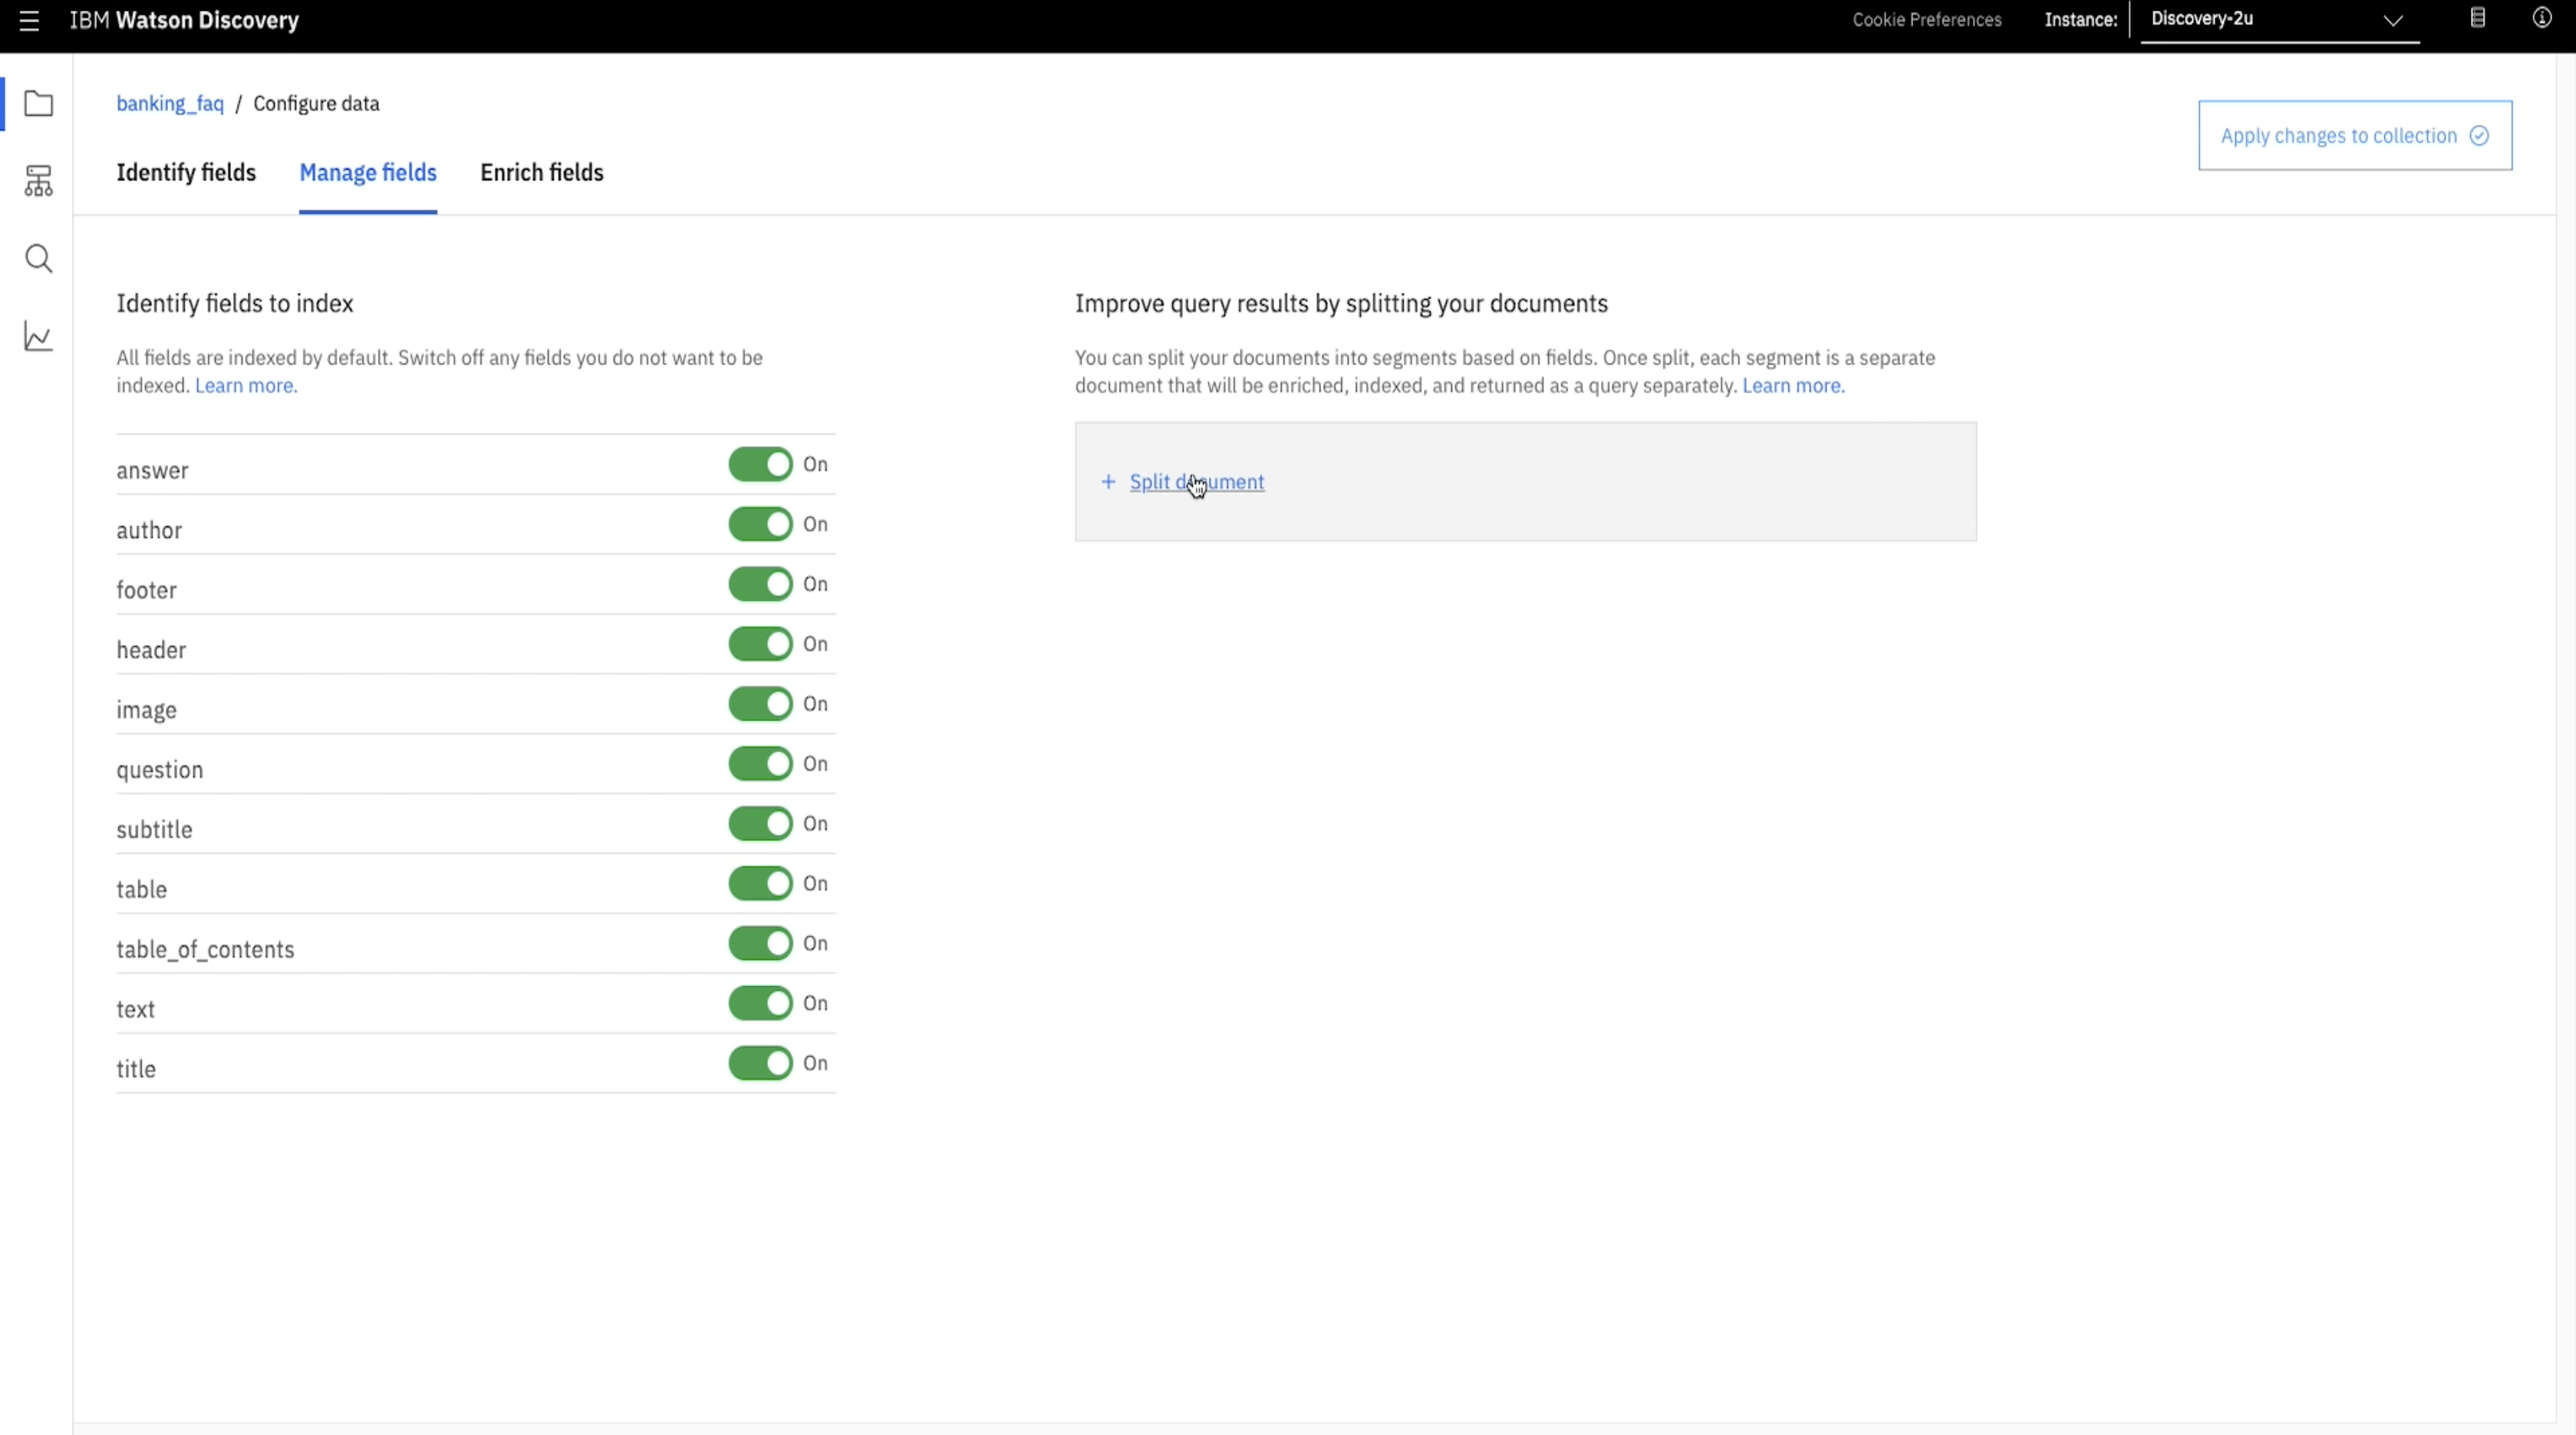 IBM Watson Discovery
Cookie Preferences
Instance:
Discovery-2u
banking_faq / Configure data
Apply changes to collection
Identify fields
Manage fields
Enrich fields
Identify fields to index
All fields are indexed by default. Switch off any fields you do not want to be
indexed. Learn more.
answer On
author On
footer On
header On
image On
question On
subtitle On
table On
table_of_contents On
text On
title On
Improve query results by splitting your documents
You can split your documents into segments based on fields. Once split, each segment is a separate
document that will be enriched, indexed, and returned as a query separately. Learn more.
+ Split document